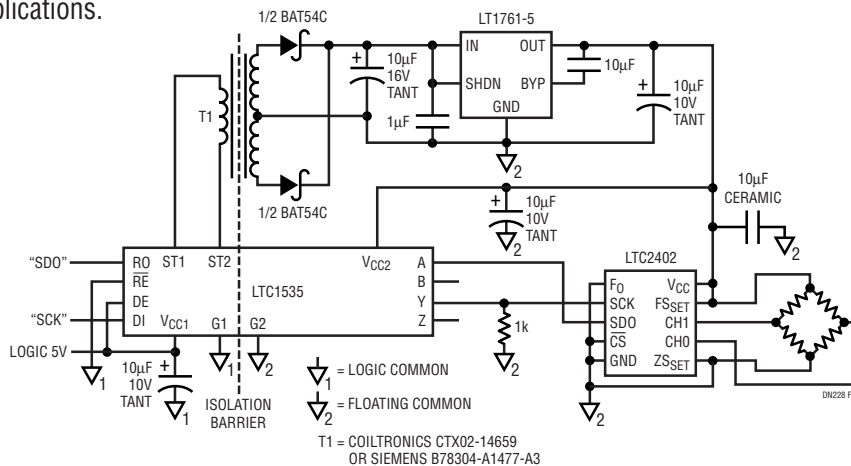 plications.
1/2 BAT54C
LT1761-5
IN OUT
+ 10µF
16V
TANT
10µF
SHDN BYP
+ 10µF
10V
TANT
GND
T1
1µF
2
1/2 BAT54C
+ 10µF
10V
TANT
2
10µF
CERAMIC
2
"SDO"
RO ST1 ST2 VCC2 A
RE
LTC1535
B
DE Y
"SCK" DI VCC1 G1 G2 Z
LOGIC 5V
1
+ 10µF
10V
TANT
1
1
2
ISOLATION
BARRIER
1 = LOGIC COMMON
2 = FLOATING COMMON
T1 = COILTRONICS CTX02-14659
OR SIEMENS B78304-A1477-A3
1k
2
LTC2402
FO VCC
SCK FSSET
SDO CH1
CS CH0
GND ZSSET
2
DN228 F